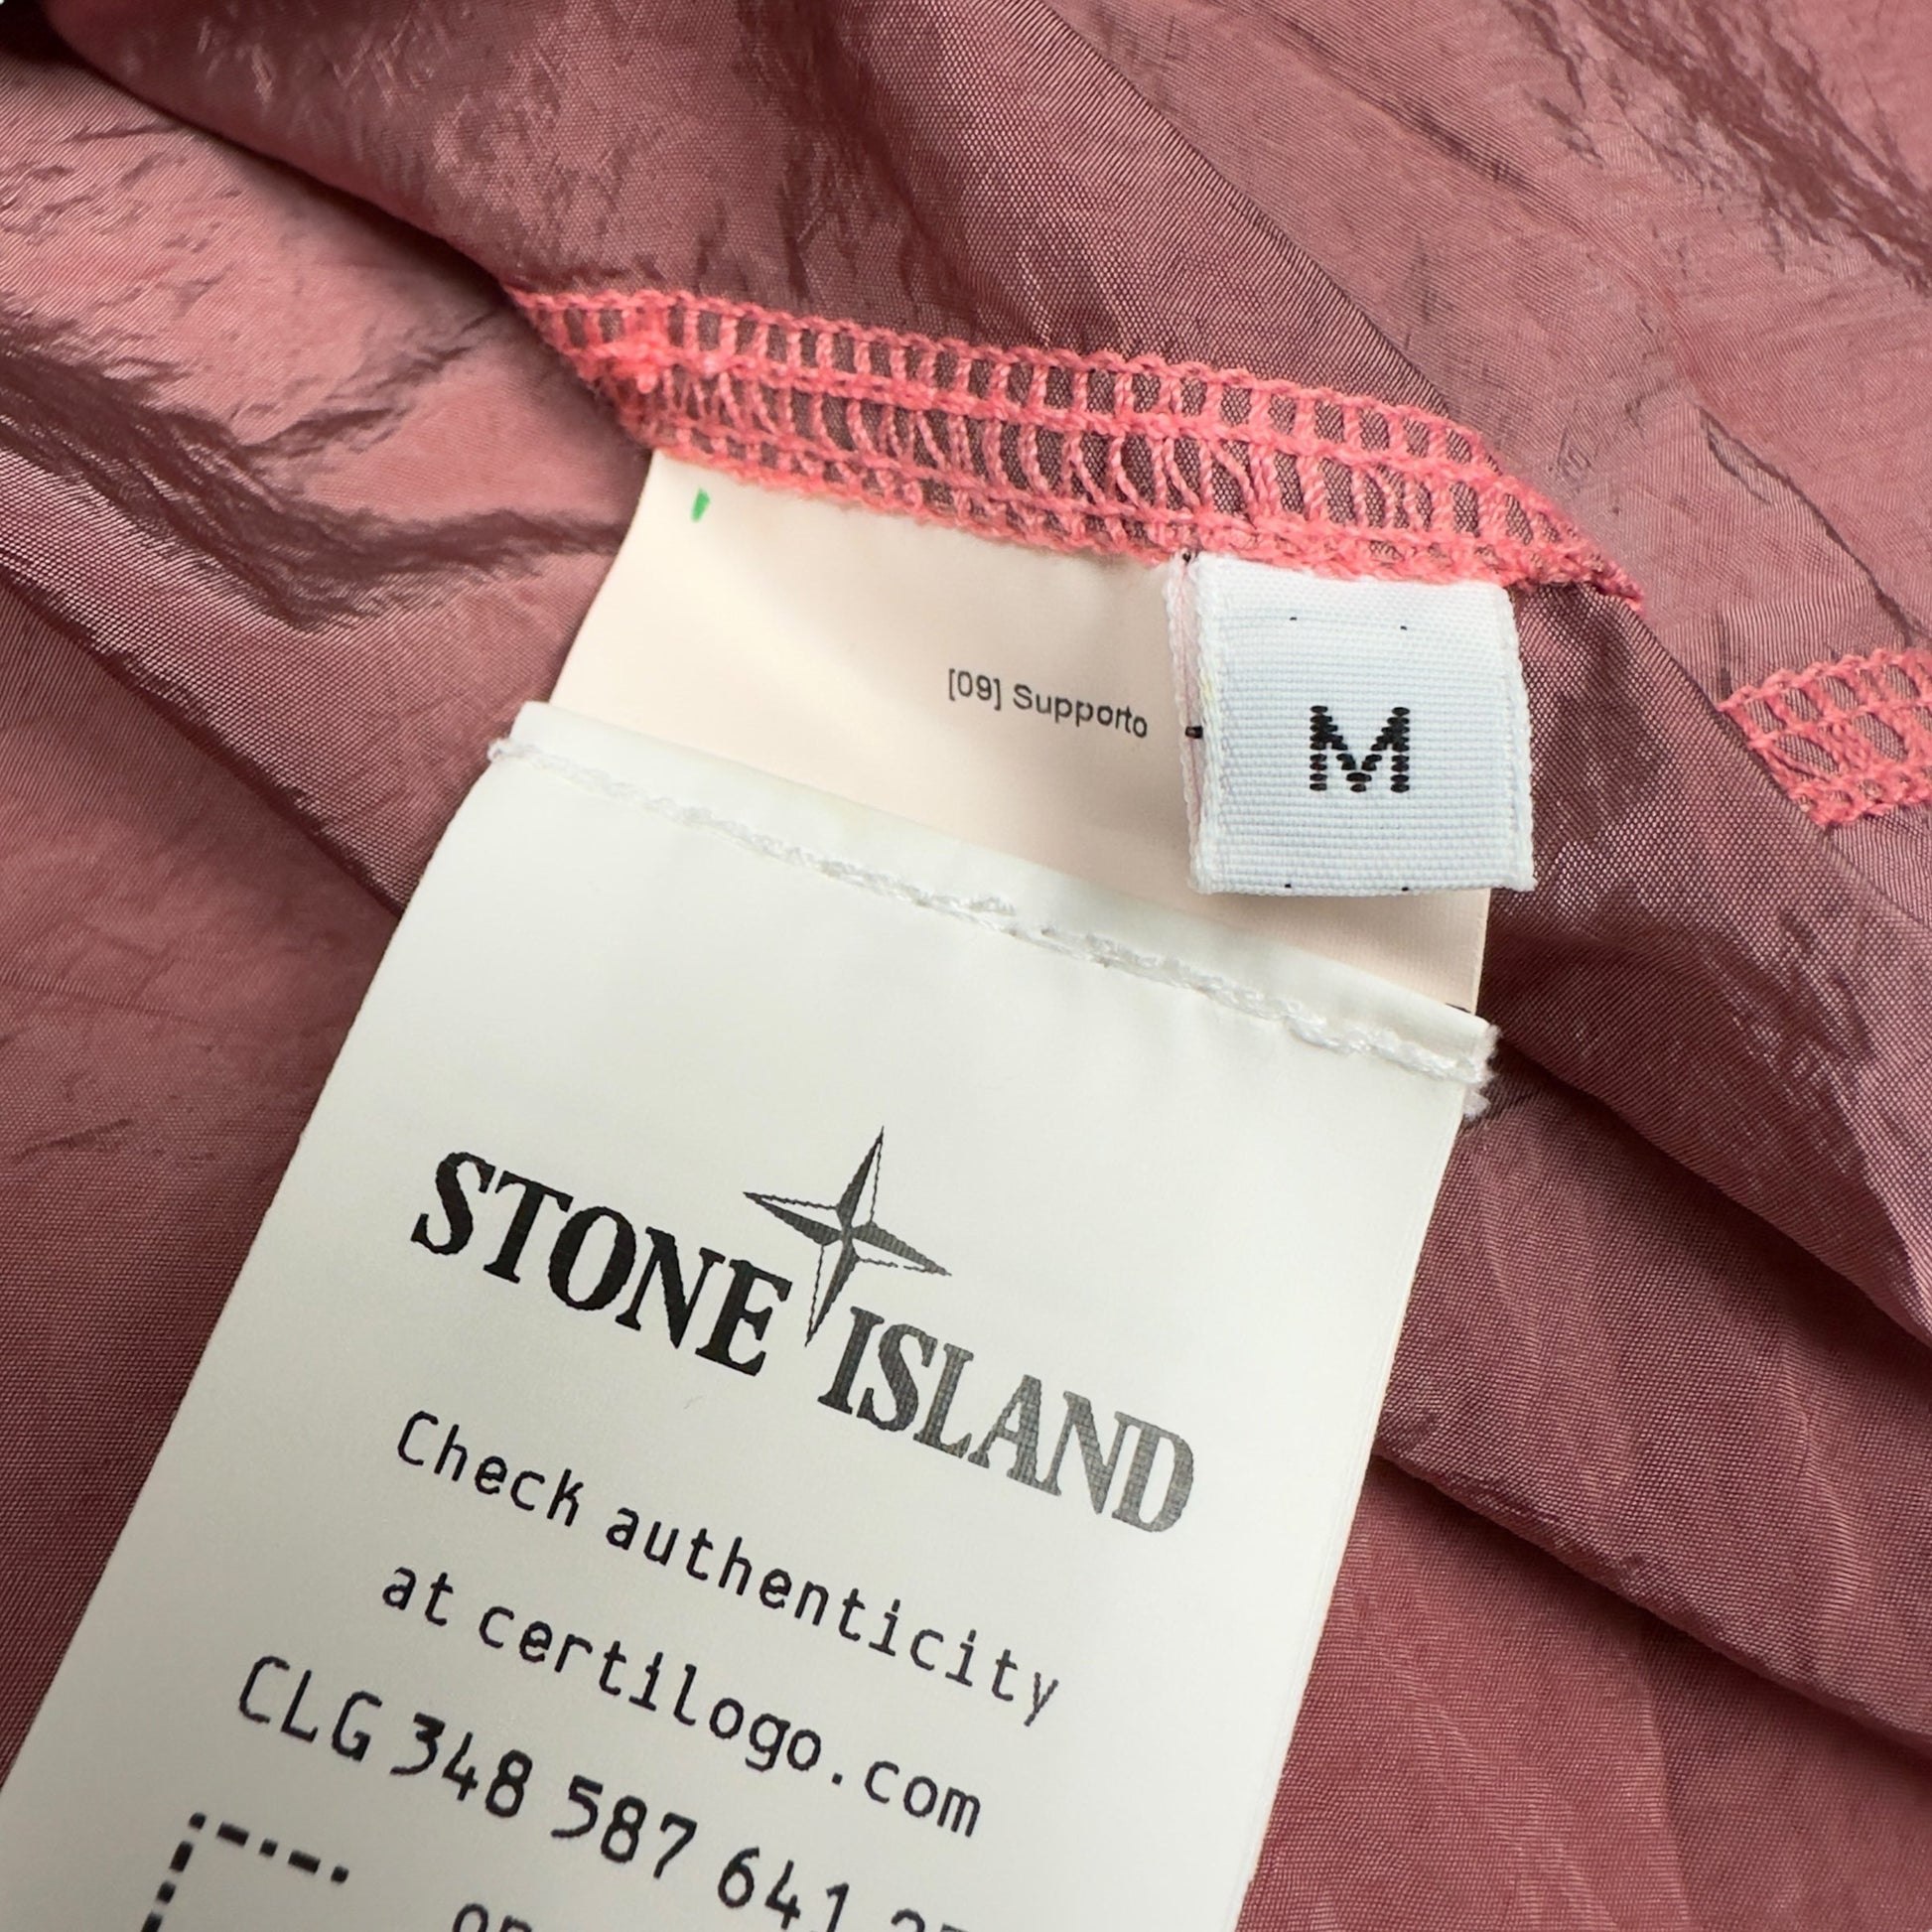 [09] Supporto
M
STONE ISLAND
Check authenticity
at certilogo.com
CLG 348 587 641